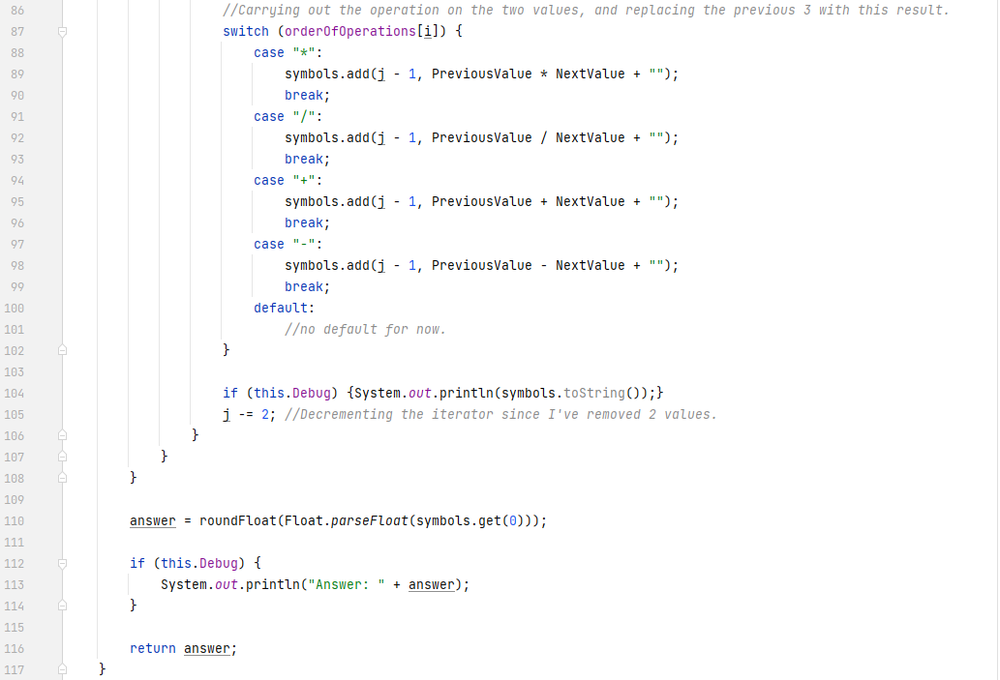 86 //Carrying out the operation on the two values, and replacing the previous 3 with this result.
87 switch (orderOfOperations[i]) {
88 case "*":
89 symbols.add(j - 1, PreviousValue * NextValue + "");
90 break;
91 case "/":
92 symbols.add(j - 1, PreviousValue / NextValue + "");
93 break;
94 case "+":
95 symbols.add(j - 1, PreviousValue + NextValue + "");
96 break;
97 case "-":
98 symbols.add(j - 1, PreviousValue - NextValue + "");
99 break;
100 default:
101 //no default for now.
102 }
103
104 if (this.Debug) {System.out.println(symbols.toString());}
105 j -= 2; //Decrementing the iterator since I've removed 2 values.
106 }
107 }
108 }
109
110 answer = roundFloat(Float.parseFloat(symbols.get(0)));
111
112 if (this.Debug) {
113 System.out.println("Answer: " + answer);
114 }
115
116 return answer;
117 }